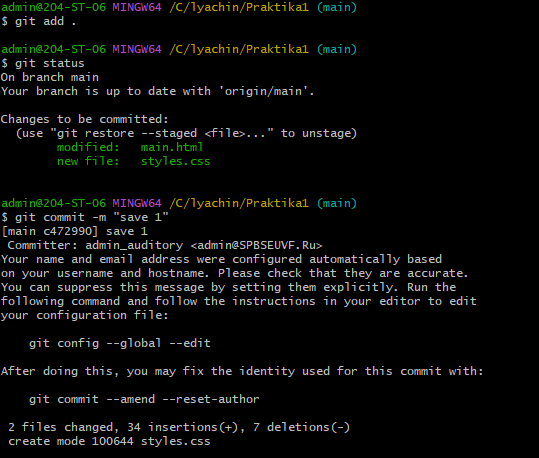 admin@204-ST-06 MINGW64 /C/lyachin/Praktika1 (main)
$ git add .
admin@204-ST-06 MINGW64 /C/lyachin/Praktika1 (main)
$ git status
On branch main
Your branch is up to date with 'origin/main'.
Changes to be committed:
  (use "git restore --staged <file>..." to unstage)
        modified:   main.html
        new file:   styles.css
admin@204-ST-06 MINGW64 /C/lyachin/Praktika1 (main)
$ git commit -m "save 1"
[main c472990] save 1
 Committer: admin_auditory <admin@SPBSEUVF.Ru>
Your name and email address were configured automatically based
on your username and hostname. Please check that they are accurate.
You can suppress this message by setting them explicitly. Run the
following command and follow the instructions in your editor to edit
your configuration file:
    git config --global --edit
After doing this, you may fix the identity used for this commit with:
    git commit --amend --reset-author
 2 files changed, 34 insertions(+), 7 deletions(-)
 create mode 100644 styles.css